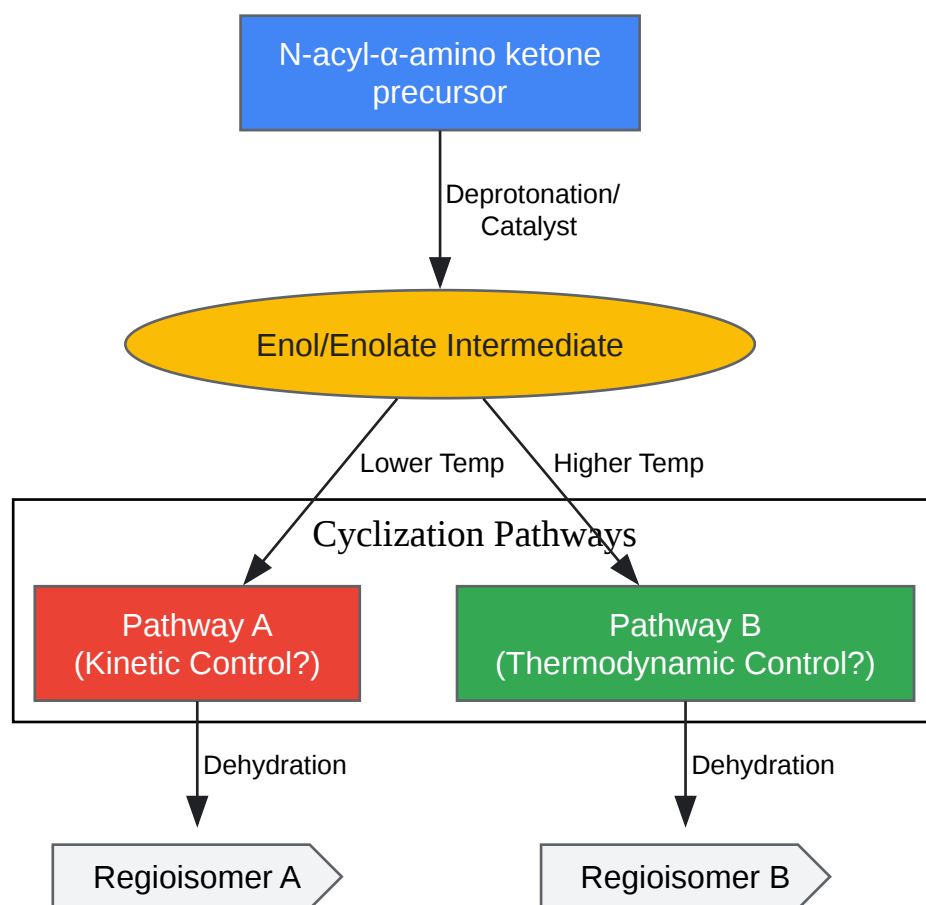 N-acyl-α-amino ketone
precursor
Deprotonation/
Catalyst
Enol/Enolate Intermediate
Lower Temp
Higher Temp
Cyclization Pathways
Pathway A
(Kinetic Control?)
Pathway B
(Thermodynamic Control?)
Dehydration
Dehydration
Regioisomer A
Regioisomer B